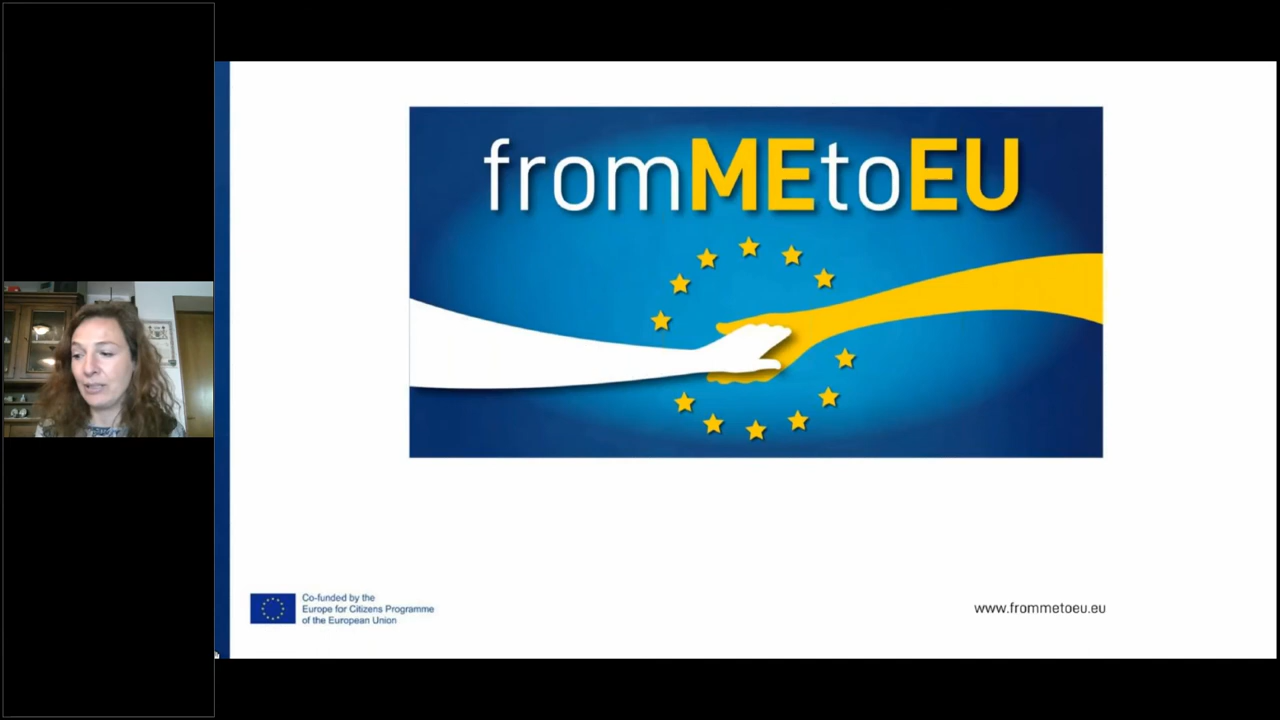 fromMEtoEU
Co-funded by the
Europe for Citizens Programme
of the European Union
www.frommetoeu.eu